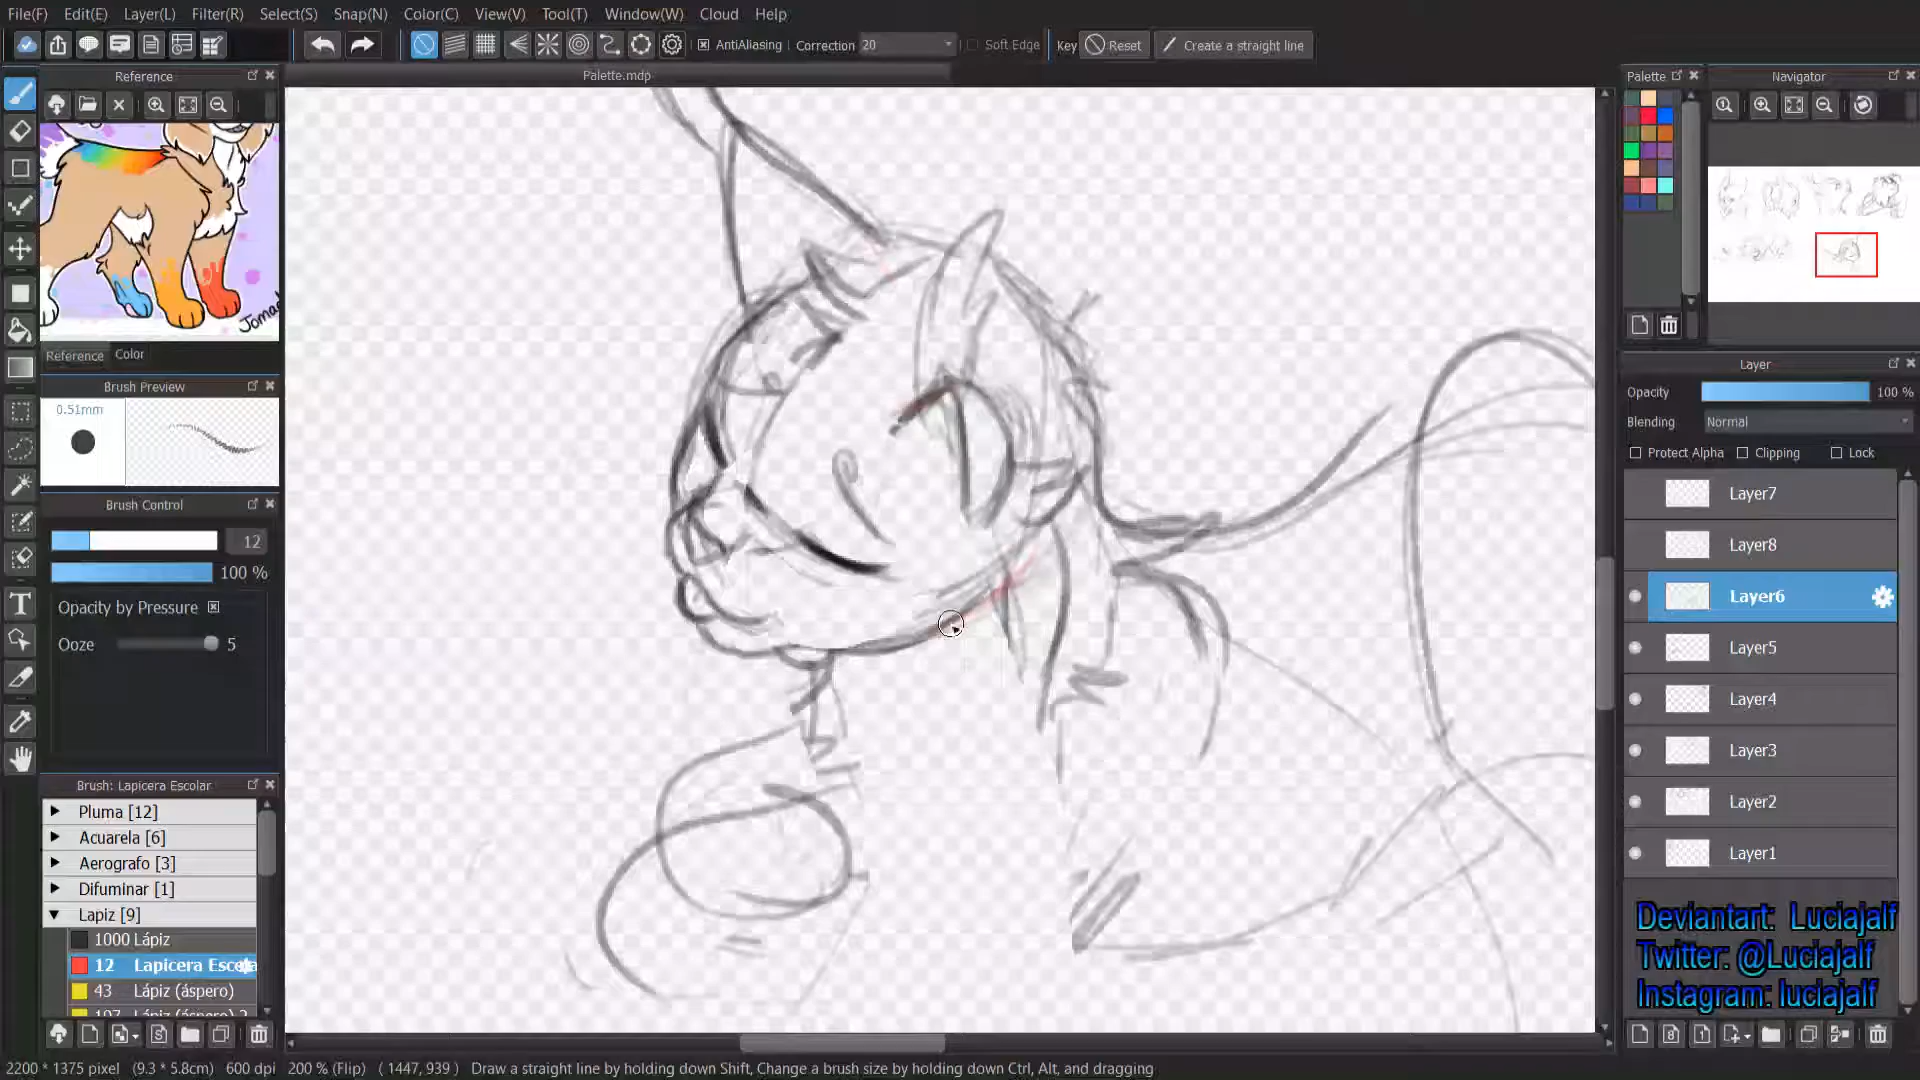 File(F) Edit(E) Layer(L) Filter(R) Select(S) Snap(N) Color(C) View(V) Tool(T) Window(W) Cloud Help
AntiAliasing Correction 20 Soft Edge Key Reset Create a straight line
Reference
Palette.mdp
Palette
Navigator
Reference Color
Brush Preview
0.51mm
Brush Control
12
100 %
Opacity by Pressure
Ooze 5
Brush: Lapicera Escolar
Pluma [12]
Acuarela [6]
Aerografo [3]
Difuminar [1]
Lapiz [9]
1000 Lápiz
12 Lapicera Esco
43 Lápiz (áspero)
Layer
Opacity 100 %
Blending Normal
Protect Alpha Clipping Lock
Layer7
Layer8
Layer6
Layer5
Layer4
Layer3
Layer2
Layer1
Deviantart: Luciajalf
Twitter: @Luciajalf
Instagram: luciajalf
2200 * 1375 pixel (9.3 * 5.8cm) 600 dpi 200 % (Flip) ( 1447, 939 ) Draw a straight line by holding down Shift, Change a brush size by holding down Ctrl, Alt, and dragging